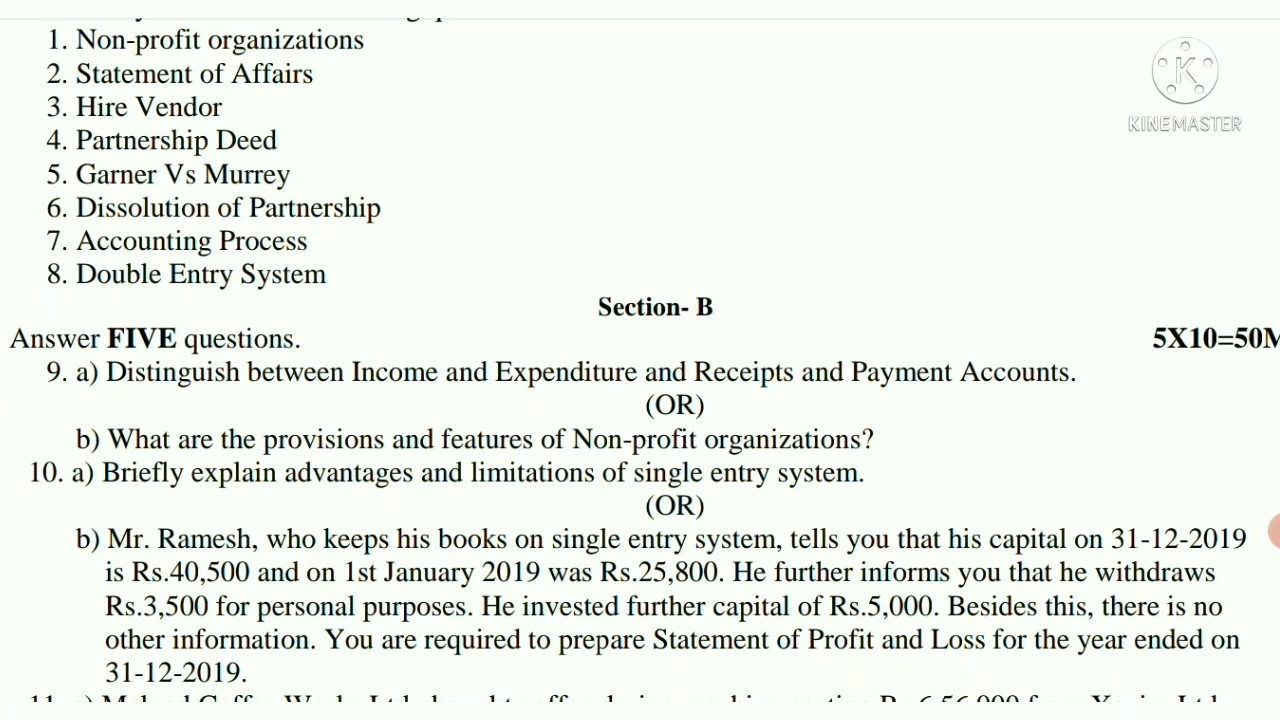 1. Non-profit organizations
2. Statement of Affairs
3. Hire Vendor
4. Partnership Deed
5. Garner Vs Murrey
6. Dissolution of Partnership
7. Accounting Process
8. Double Entry System
KINEMASTER
Section- B
Answer FIVE questions. 5X10=50M
9. a) Distinguish between Income and Expenditure and Receipts and Payment Accounts.
(OR)
b) What are the provisions and features of Non-profit organizations?
10. a) Briefly explain advantages and limitations of single entry system.
(OR)
b) Mr. Ramesh, who keeps his books on single entry system, tells you that his capital on 31-12-2019
is Rs.40,500 and on 1st January 2019 was Rs.25,800. He further informs you that he withdraws
Rs.3,500 for personal purposes. He invested further capital of Rs.5,000. Besides this, there is no
other information. You are required to prepare Statement of Profit and Loss for the year ended on
31-12-2019.